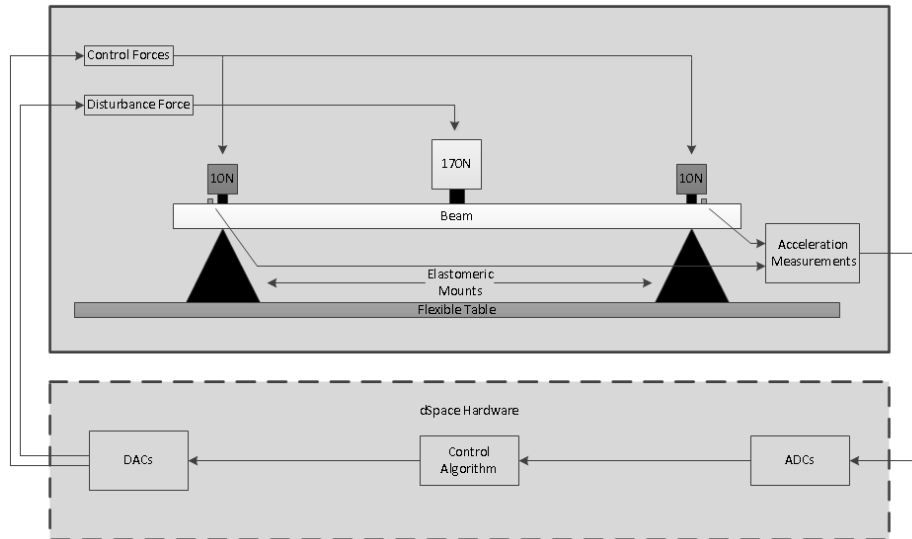 Control Forces
Disturbance Force
10N
170N
10N
Beam
Acceleration
Measurements
Elastomeric
Mounts
Flexible Table
dSpace Hardware
DACs
Control
Algorithm
ADCs